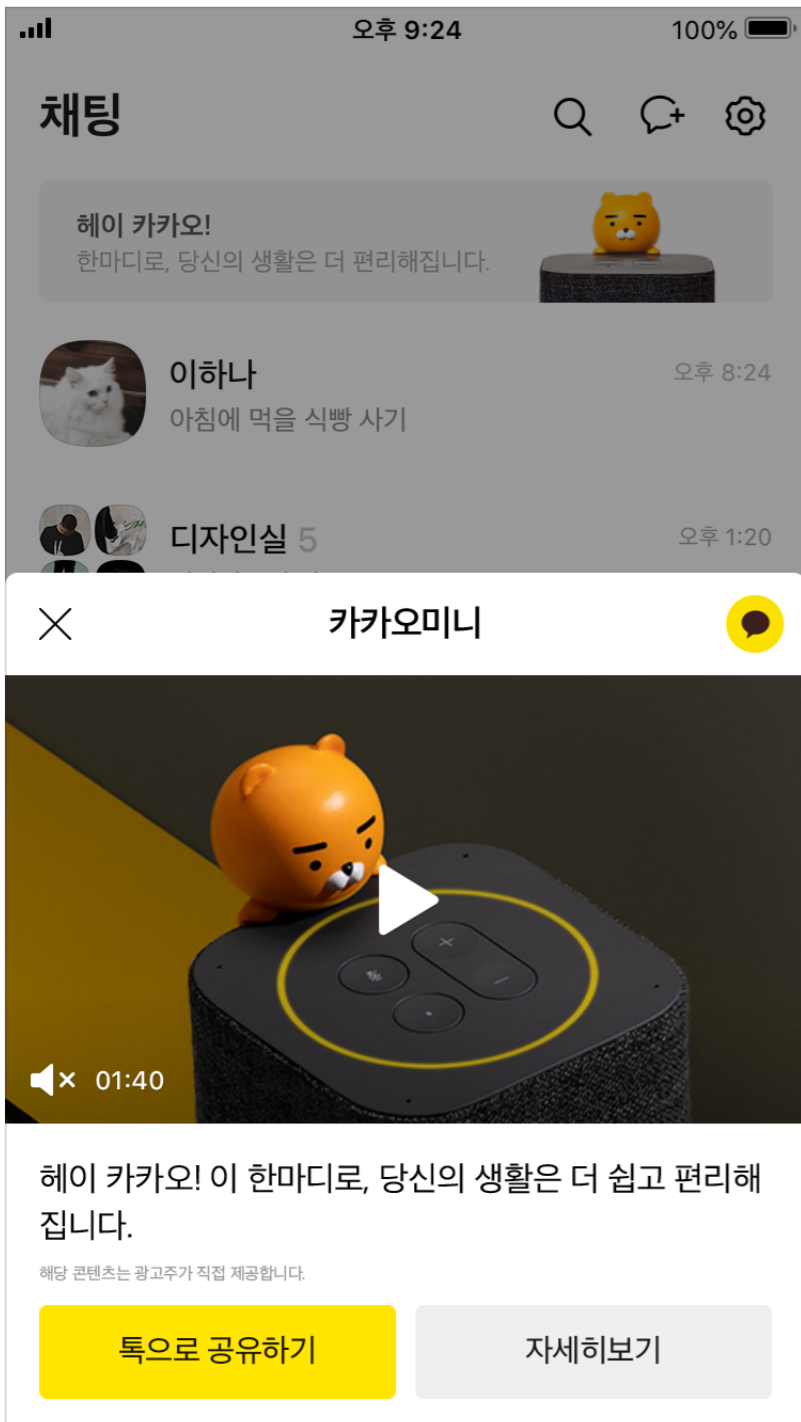 오후 9:24
100%
채팅
헤이 카카오!
한마디로, 당신의 생활은 더 편리해집니다.
이하나
오후 8:24
아침에 먹을 식빵 사기
디자인실 5
오후 1:20
카카오미니
01:40
헤이 카카오! 이 한마디로, 당신의 생활은 더 쉽고 편리해
집니다.
해당 콘텐츠는 광고주가 직접 제공합니다.
톡으로 공유하기
자세히보기